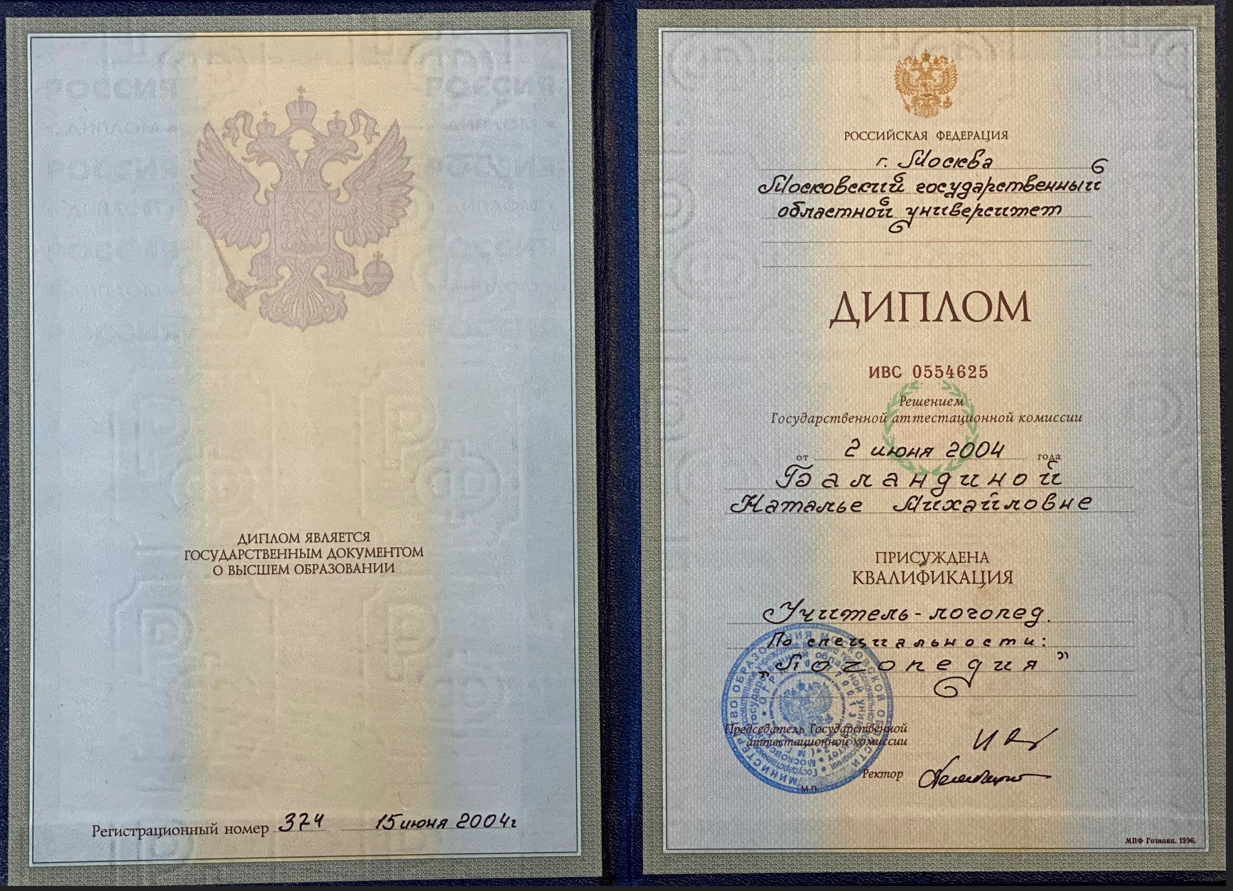 ДИПЛОМ ЯВЛЯЕТСЯ
ГОСУДАРСТВЕННЫМ ДОКУМЕНТОМ
О ВЫСШЕМ ОБРАЗОВАНИИ
Регистрационный номер 374 15 июня 2004г
РОССИЙСКАЯ ФЕДЕРАЦИЯ
г. Москва
Московский государственный
областной университет
ДИПЛОМ
ИВС 0554625
Решением
Государственной аттестационной комиссии
от 2 июня 2004 года
Баландиной
Наталье Михайловне
ПРИСУЖДЕНА
КВАЛИФИКАЦИЯ
Учитель-логопед.
По специальности:
„Логопедия"
Председатель Государственной
аттестационной комиссии
Ректор
М.П.
МПФ Гознака. 1996.